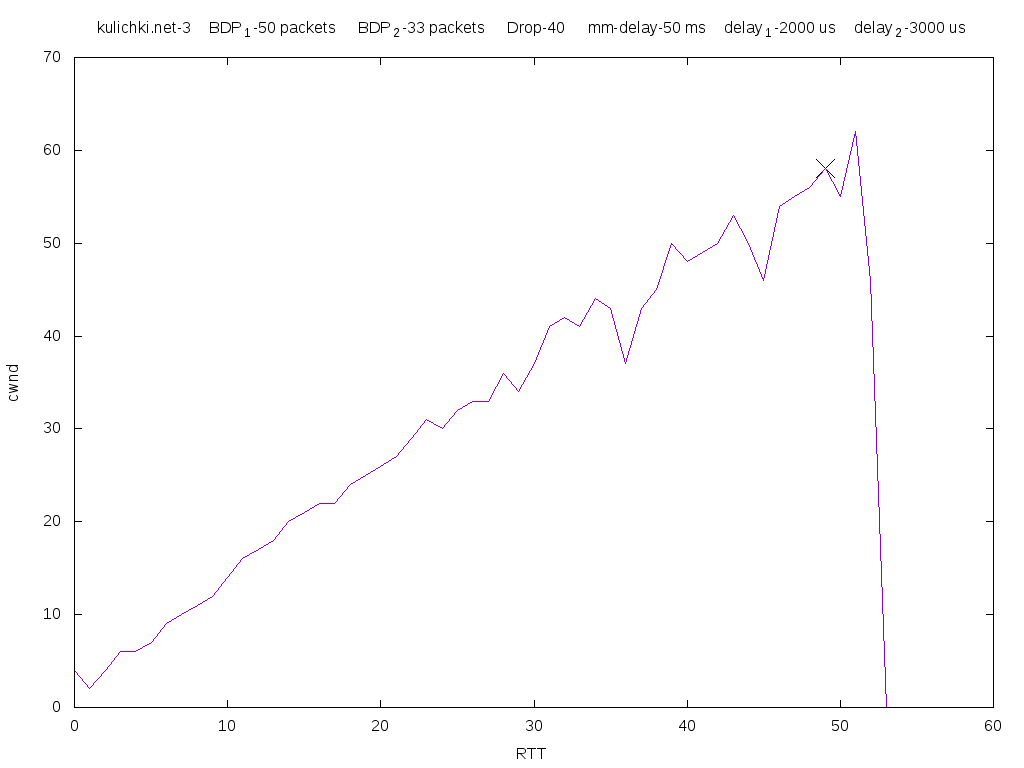 kulichki.net-3 BDP1-50 packets BDP2-33 packets Drop-40 mm-delay-50 ms delay1-2000 us delay2-3000 us
70
60
50
40
30
20
10
0
cwnd
0 10 20 30 40 50 60
RTT